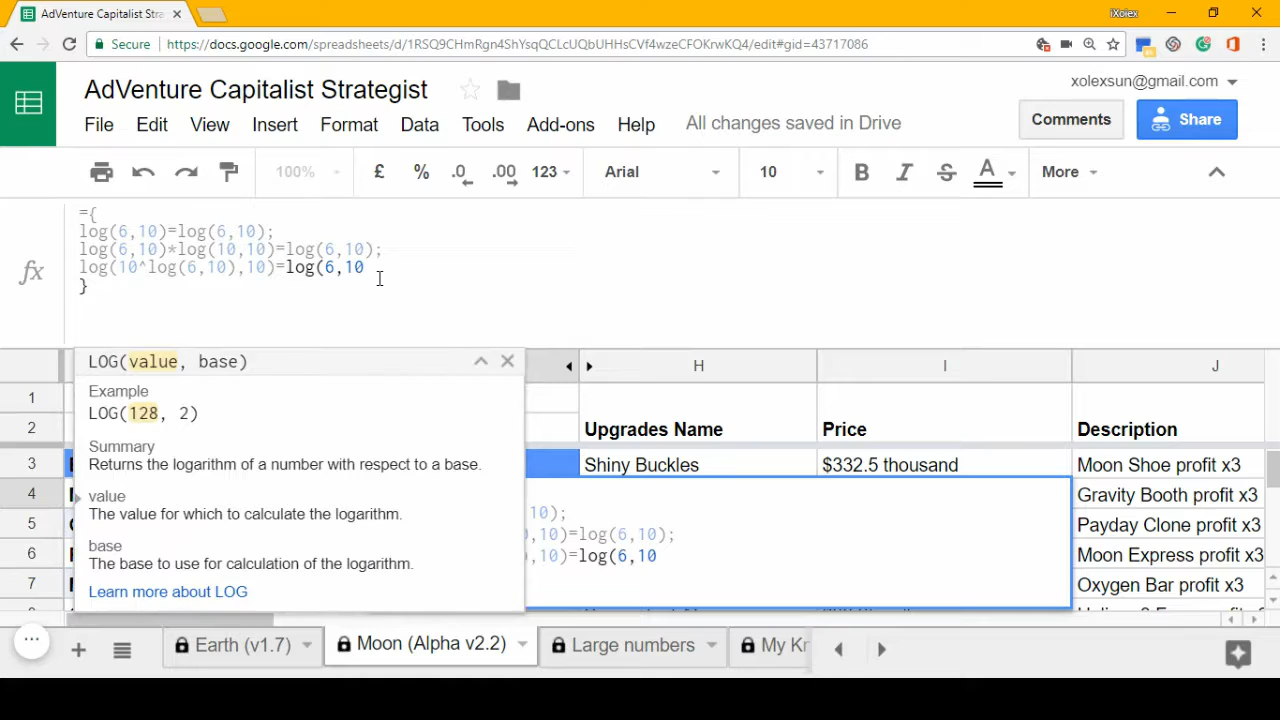 AdVenture Capitalist Stra
iXolex
Secure
https://docs.google.com/spreadsheets/d/1RSQ9CHmRgn4ShYsqQCLcUQbUHHsCVf4wzeCFOKrwKQ4/edit#gid=43717086
AdVenture Capitalist Strategist
xolexsun@gmail.com
File Edit View Insert Format Data Tools Add-ons Help All changes saved in Drive
Comments
Share
100% £ % .0 .00 123 Arial 10 B I S A More
fx
={
log(6,10)=log(6,10);
log(6,10)*log(10,10)=log(6,10);
log(10^log(6,10),10)=log(6,10
}
LOG(value, base)
Example
LOG(128, 2)
Summary
Returns the logarithm of a number with respect to a base.
value
The value for which to calculate the logarithm.
base
The base to use for calculation of the logarithm.
Learn more about LOG
H I J
1
2 Upgrades Name Price Description
3 Shiny Buckles $332.5 thousand Moon Shoe profit x3
4 Gravity Booth profit x3
10);
5 Payday Clone profit x3
,10)=log(6,10);
6 Moon Express profit x3
,10)=log(6,10
7 Oxygen Bar profit x3
Earth (v1.7) Moon (Alpha v2.2) Large numbers My Kr